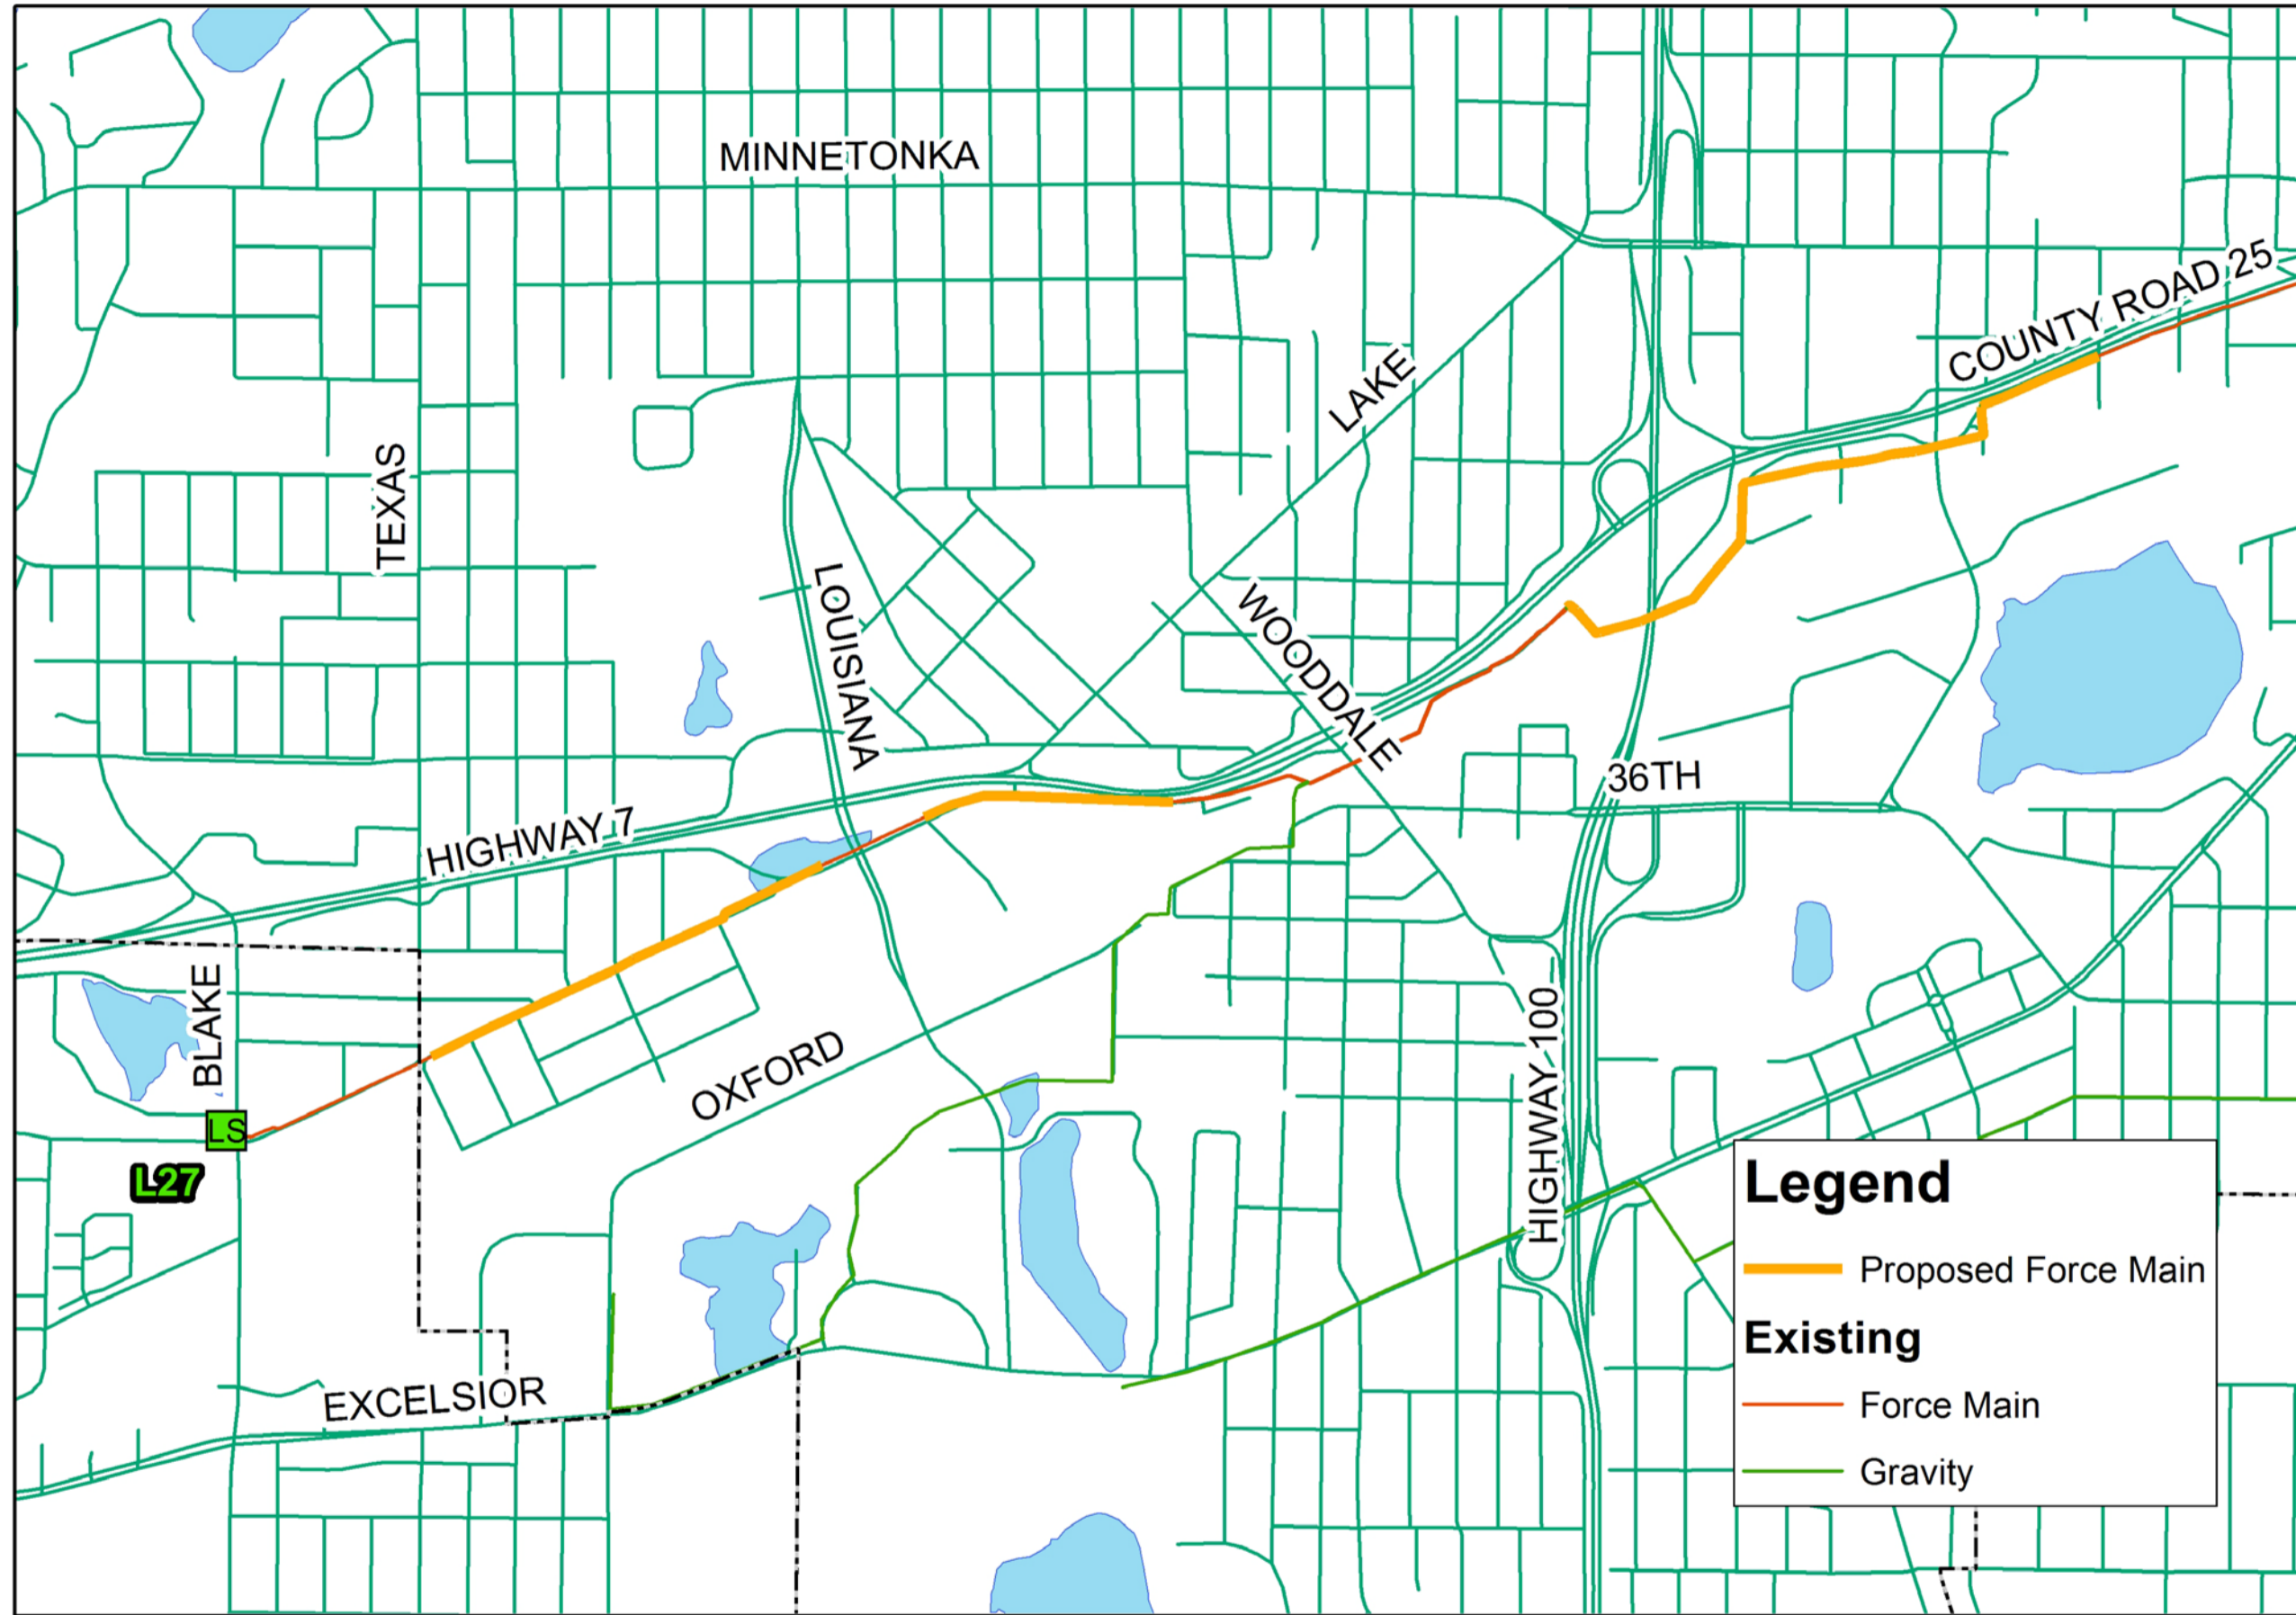 MINNETONKA
COUNTY ROAD 25
LAKE
TEXAS
LOUISIANA
WOODDALE
36TH
HIGHWAY 7
BLAKE
HIGHWAY 100
OXFORD
LS
L27
EXCELSIOR
Legend
Proposed Force Main
Existing
Force Main
Gravity